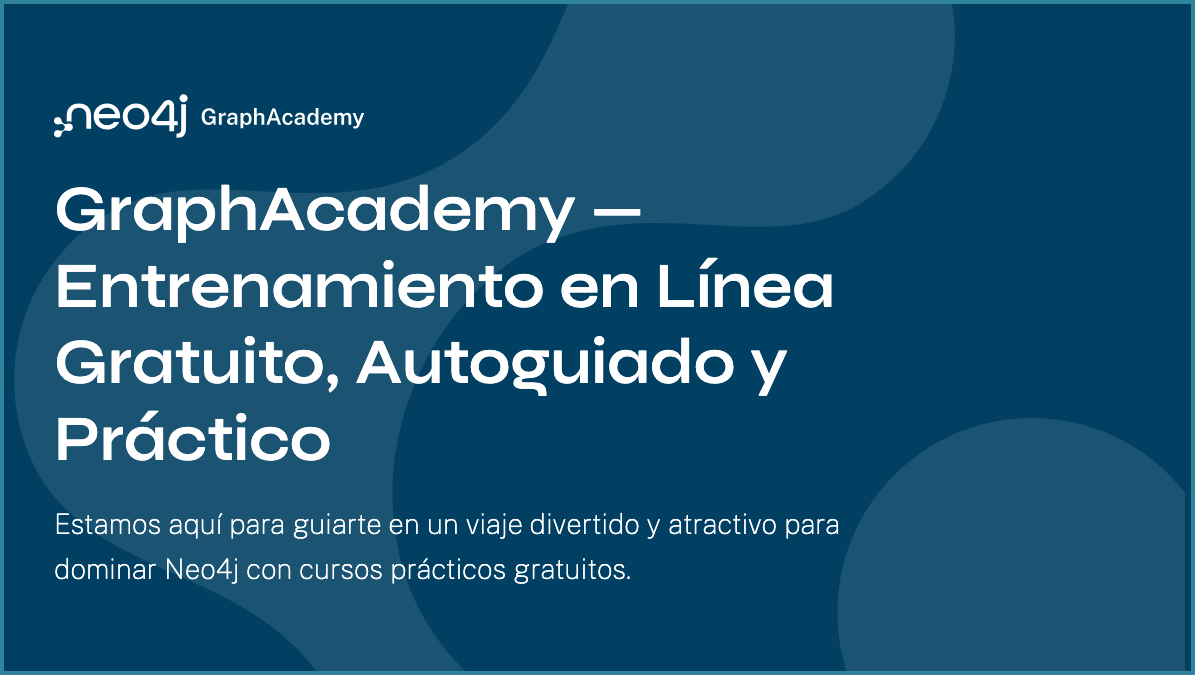 neo4j GraphAcademy
GraphAcademy —
Entrenamiento en Línea
Gratuito, Autoguiado y
Práctico
Estamos aquí para guiarte en un viaje divertido y atractivo para
dominar Neo4j con cursos prácticos gratuitos.